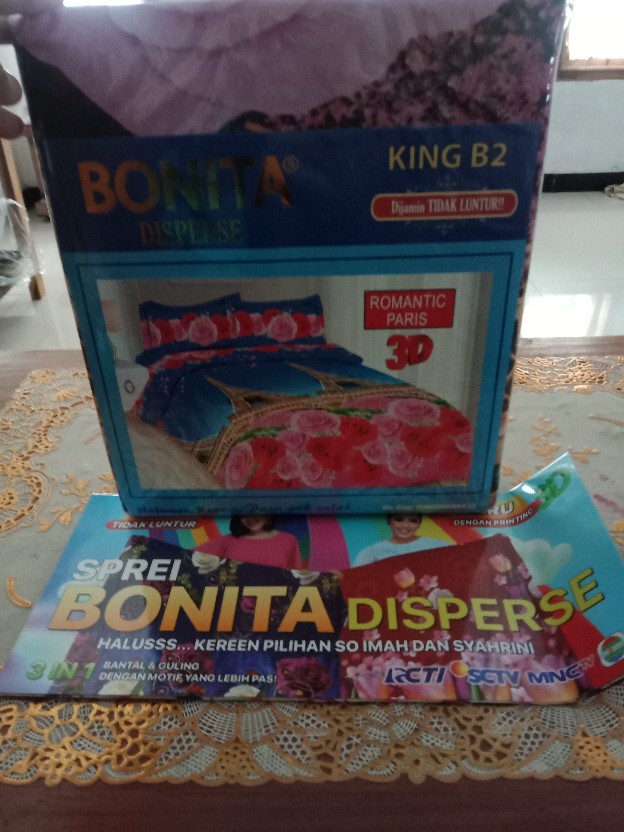 BONITA®
DISPERSE
KING B2
Dijamin TIDAK LUNTUR!!
ROMANTIC
PARIS
3D
TIDAK LUNTUR
DENGAN PRINTING
3D
SPREI
BONITA DISPERSE
HALUSSS... KEREEN PILIHAN SO IMAH DAN SYAHRINI
3 IN 1 BANTAL & GULING
DENGAN MOTIF YANG LEBIH PAS!
RCTI SCTV MNCTV